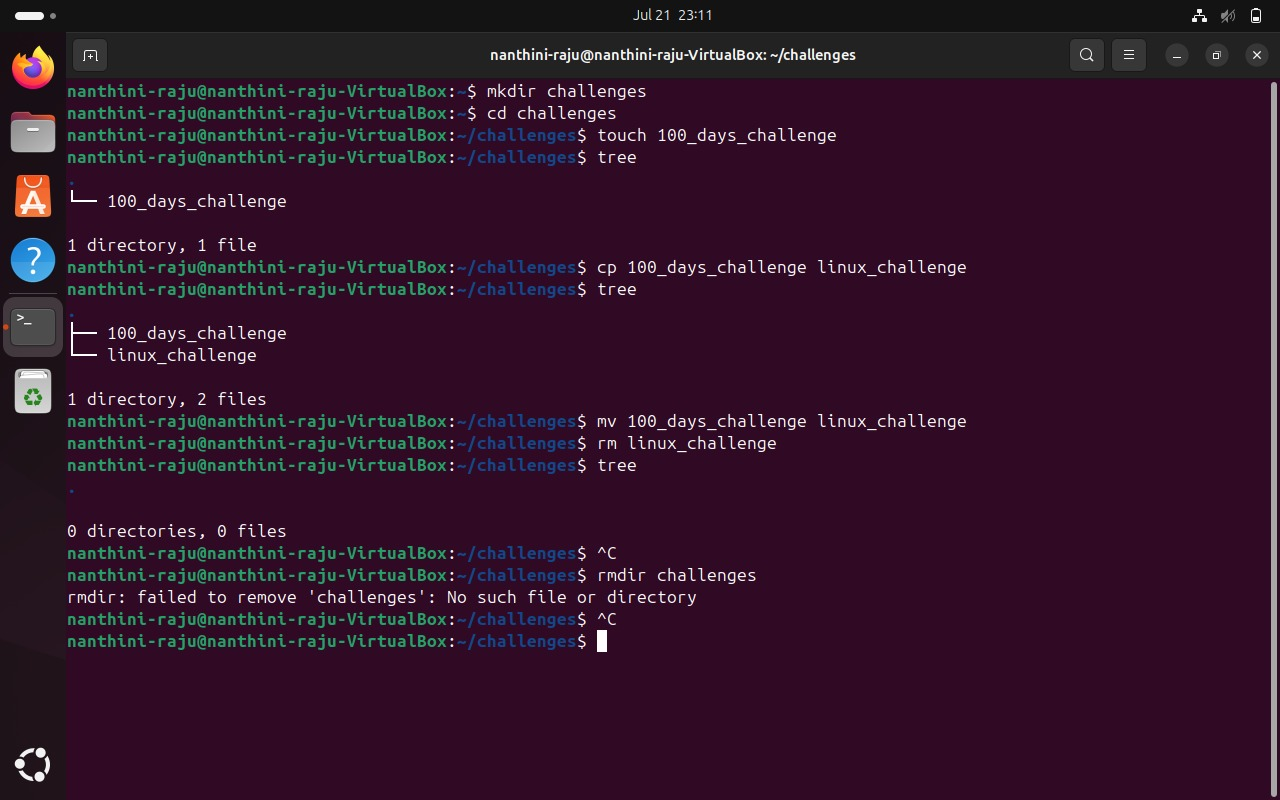 Jul 21 23:11
nanthini-raju@nanthini-raju-VirtualBox: ~/challenges
nanthini-raju@nanthini-raju-VirtualBox:~$ mkdir challenges
nanthini-raju@nanthini-raju-VirtualBox:~$ cd challenges
nanthini-raju@nanthini-raju-VirtualBox:~/challenges$ touch 100_days_challenge
nanthini-raju@nanthini-raju-VirtualBox:~/challenges$ tree
.
└── 100_days_challenge
1 directory, 1 file
nanthini-raju@nanthini-raju-VirtualBox:~/challenges$ cp 100_days_challenge linux_challenge
nanthini-raju@nanthini-raju-VirtualBox:~/challenges$ tree
.
├── 100_days_challenge
└── linux_challenge
1 directory, 2 files
nanthini-raju@nanthini-raju-VirtualBox:~/challenges$ mv 100_days_challenge linux_challenge
nanthini-raju@nanthini-raju-VirtualBox:~/challenges$ rm linux_challenge
nanthini-raju@nanthini-raju-VirtualBox:~/challenges$ tree
.
0 directories, 0 files
nanthini-raju@nanthini-raju-VirtualBox:~/challenges$ ^C
nanthini-raju@nanthini-raju-VirtualBox:~/challenges$ rmdir challenges
rmdir: failed to remove 'challenges': No such file or directory
nanthini-raju@nanthini-raju-VirtualBox:~/challenges$ ^C
nanthini-raju@nanthini-raju-VirtualBox:~/challenges$